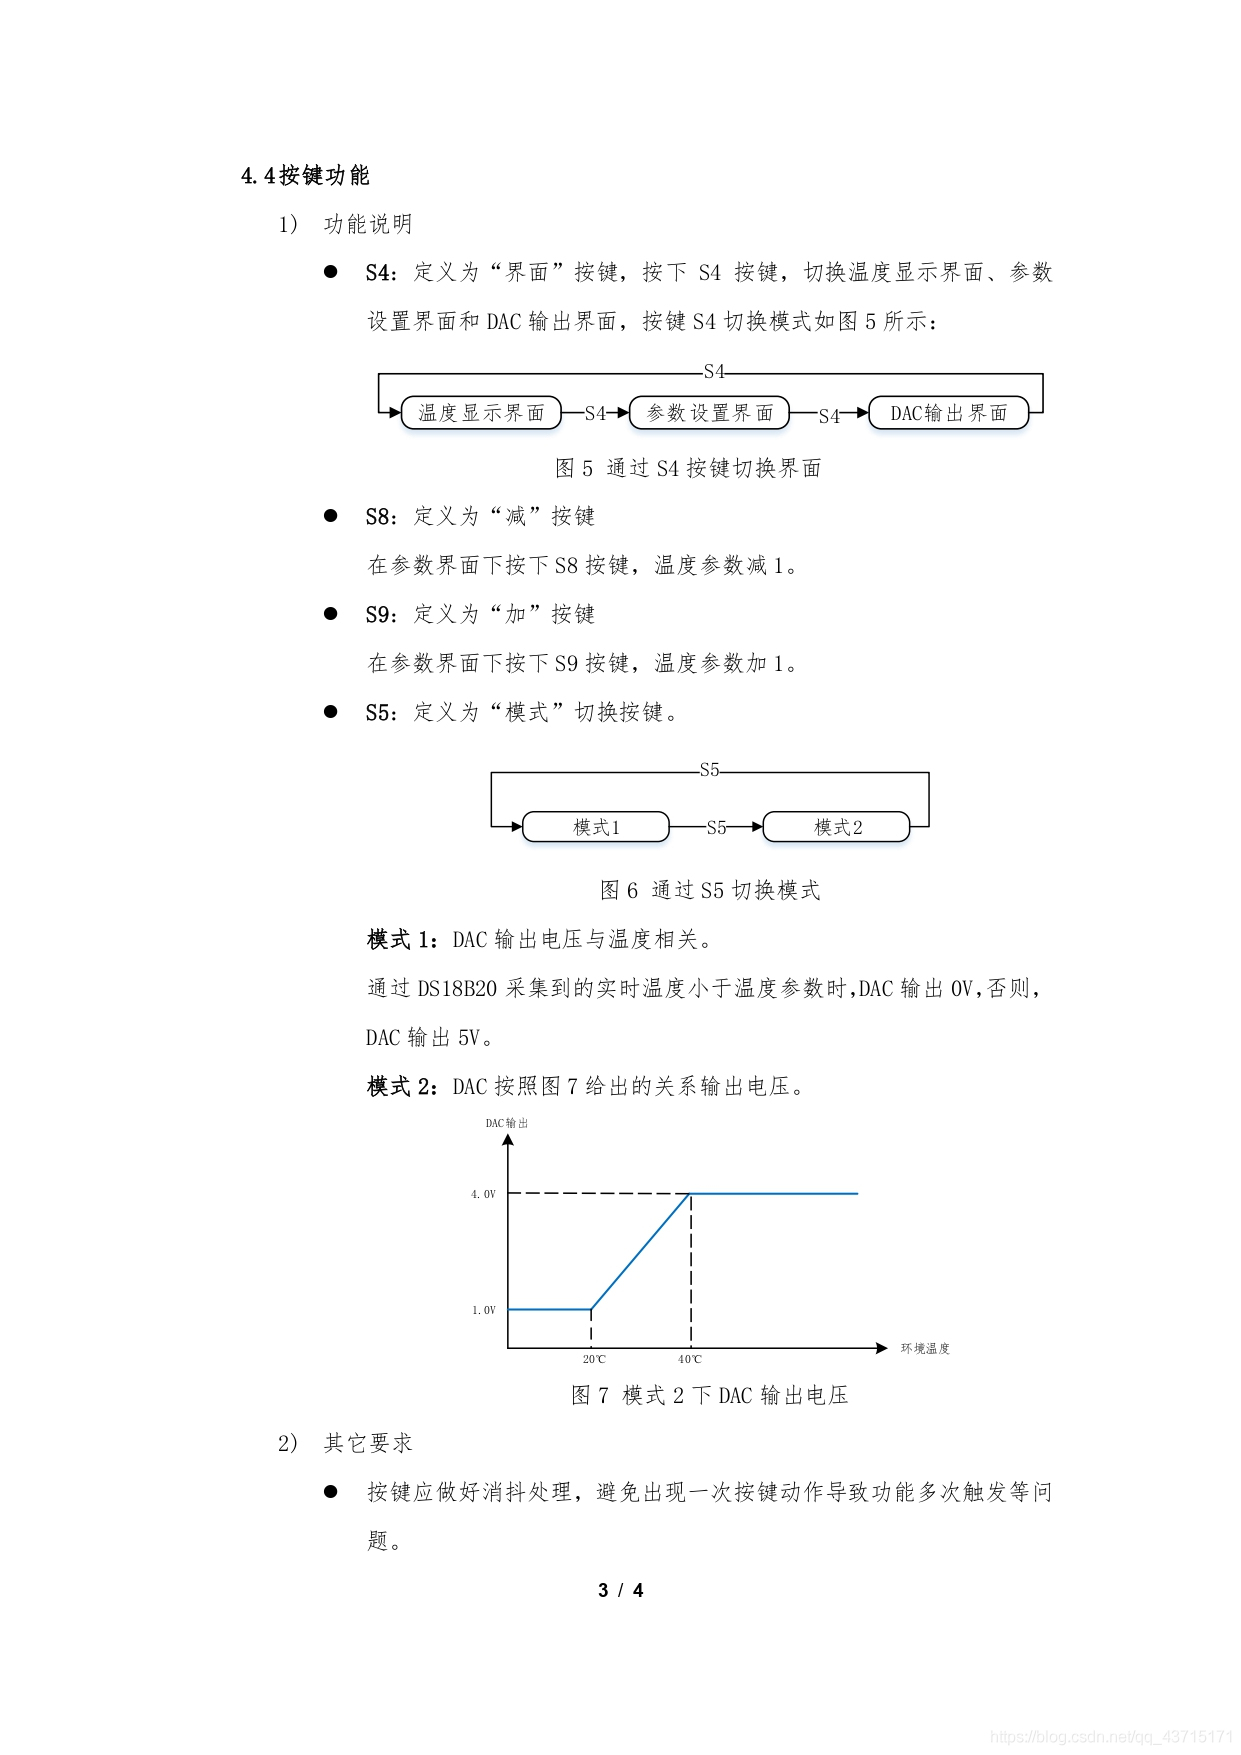 4.4按键功能
1) 功能说明
● S4：定义为“界面”按键，按下 S4 按键，切换温度显示界面、参数
设置界面和 DAC 输出界面，按键 S4 切换模式如图 5 所示：
S4
温度显示界面 S4 参数设置界面 S4 DAC输出界面
图 5 通过 S4 按键切换界面
● S8：定义为“减”按键
在参数界面下按下 S8 按键，温度参数减 1。
● S9：定义为“加”按键
在参数界面下按下 S9 按键，温度参数加 1。
● S5：定义为“模式”切换按键。
S5
模式1 S5 模式2
图 6 通过 S5 切换模式
模式 1：DAC 输出电压与温度相关。
通过 DS18B20 采集到的实时温度小于温度参数时，DAC 输出 0V，否则，
DAC 输出 5V。
模式 2：DAC 按照图 7 给出的关系输出电压。
DAC输出
4.0V
1.0V
环境温度
20℃ 40℃
图 7 模式 2 下 DAC 输出电压
2) 其它要求
● 按键应做好消抖处理，避免出现一次按键动作导致功能多次触发等问
题。
3 / 4
https://blog.csdn.net/qq_43715171